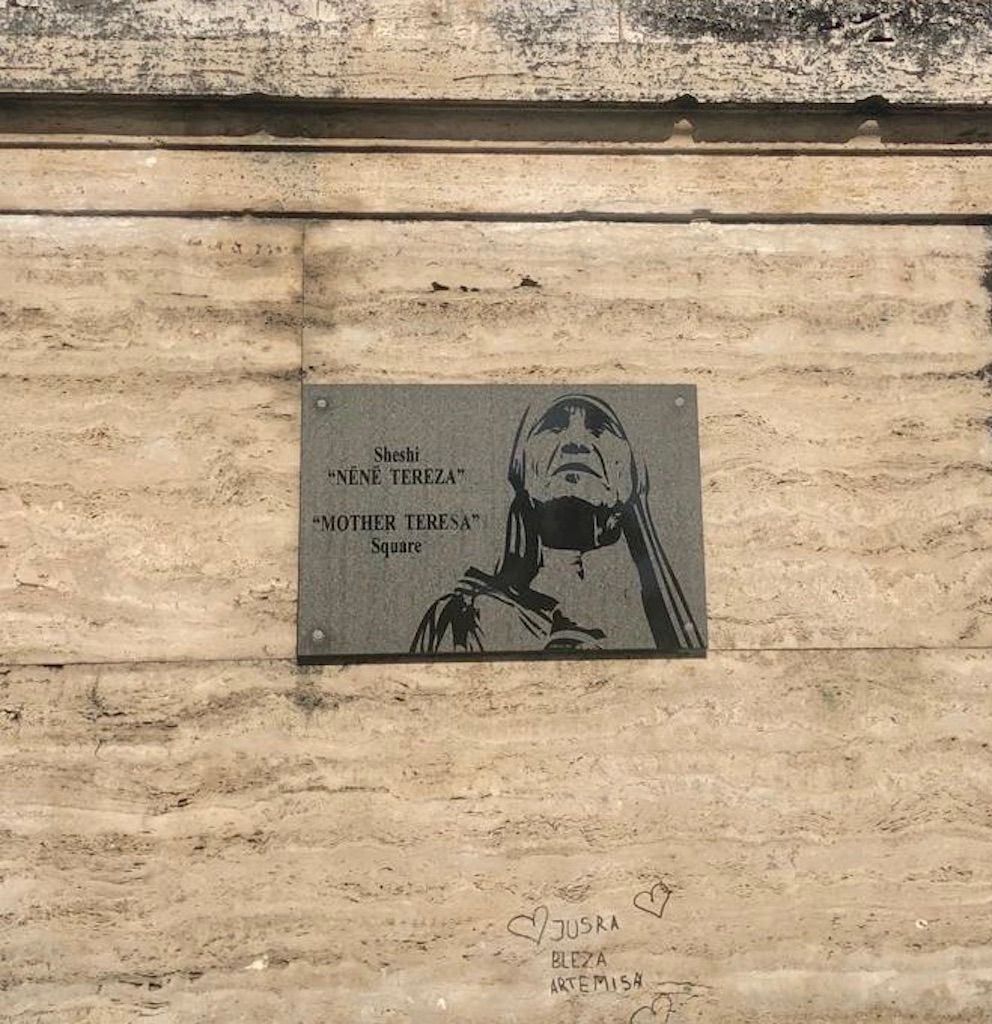 Sheshi
“NËNË TEREZA”
“MOTHER TERESA”
Square
JUSRA
BLEZA
ARTEMISA